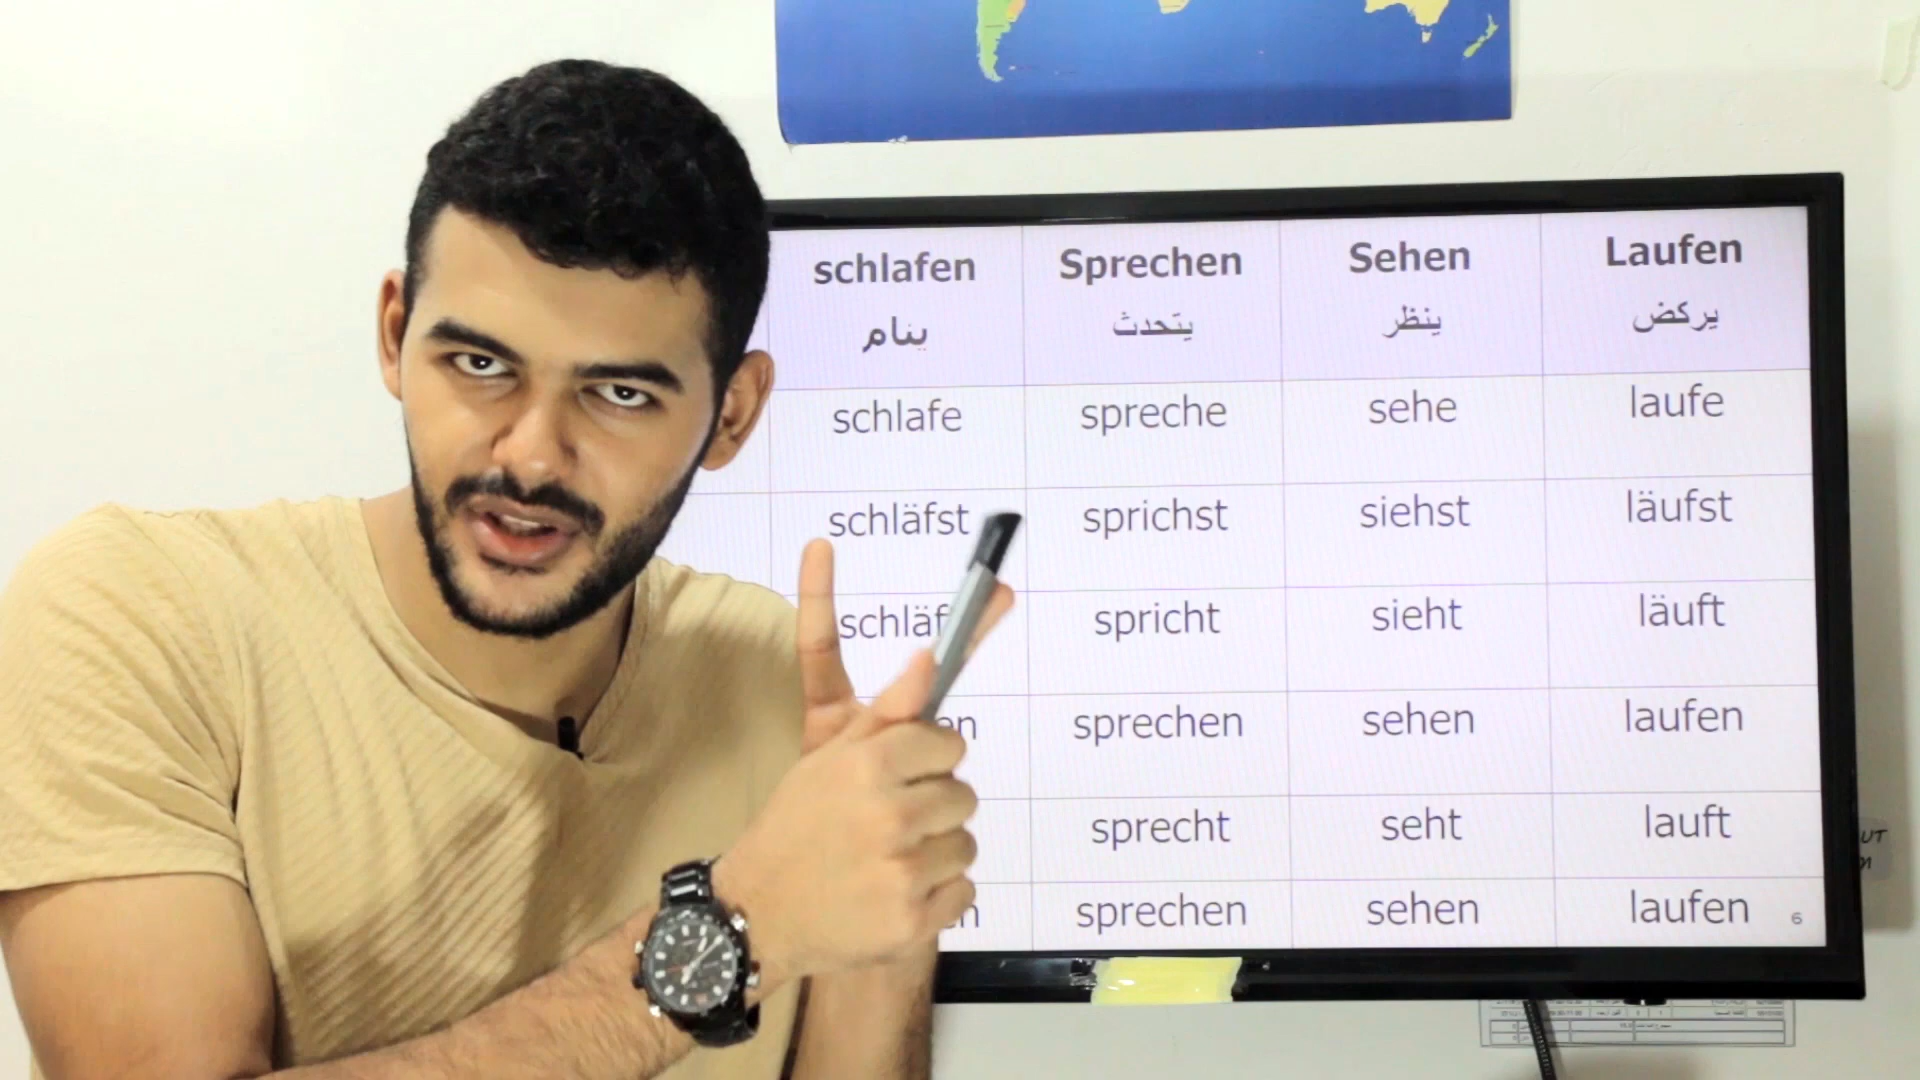 schlafen Sprechen Sehen Laufen
ينام يتحدث ينظر يركض
schlafe spreche sehe laufe
schläfst sprichst siehst läufst
spricht sieht läuft
sprechen sehen laufen
sprecht seht lauft
sprechen sehen laufen
6